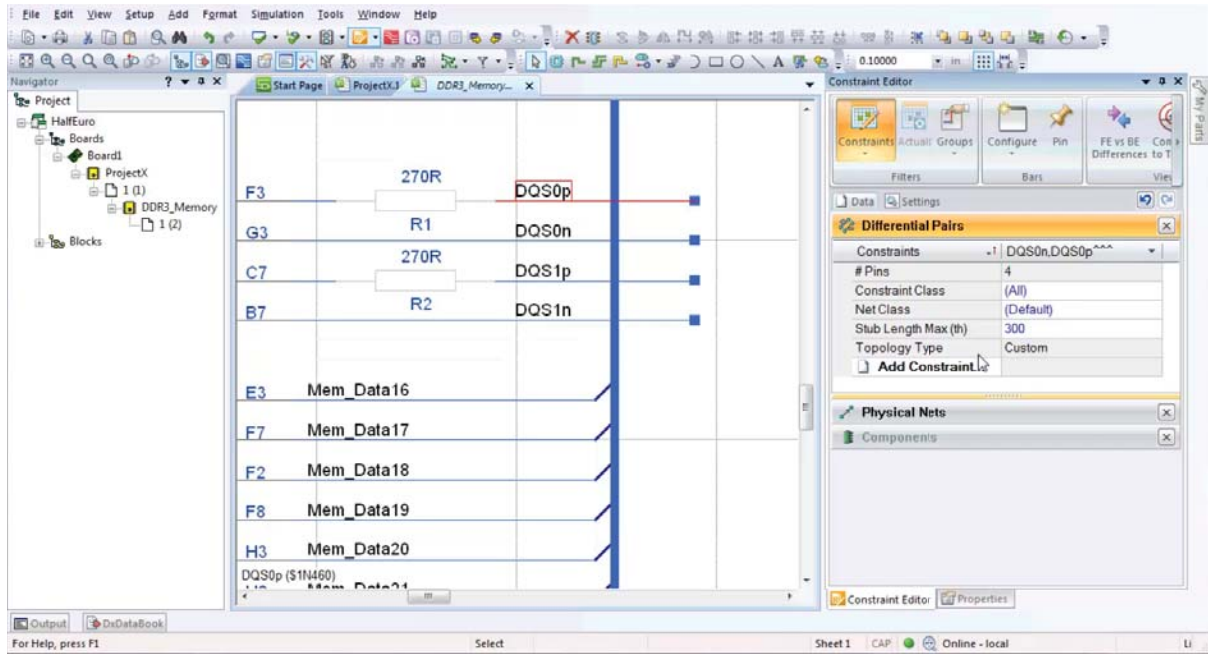 File Edit View Setup Add Format Simulation Tools Window Help
0.10000 in
Navigator
Project
HalfEuro
Boards
Board1
ProjectX
1 (1)
DDR3_Memory
1 (2)
Blocks
Start Page ProjectX.1 DDR3_Memory...
F3 270R DQS0p
G3 R1 DQS0n
C7 270R DQS1p
B7 R2 DQS1n
E3 Mem_Data16
F7 Mem_Data17
F2 Mem_Data18
F8 Mem_Data19
H3 Mem_Data20
DQS0p ($1N460)
Mem_Data21
Constraint Editor
My Parts
Constraints Actuals Groups Configure Pin FE vs BE Differences
Filters Bars
Data Settings
Differential Pairs
Constraints DQS0n,DQS0p^^^
# Pins 4
Constraint Class (All)
Net Class (Default)
Stub Length Max (th) 300
Topology Type Custom
Add Constraint...
Physical Nets
Components
Constraint Editor Properties
Output DxDataBook
For Help, press F1 Select Sheet 1 CAP Online - local